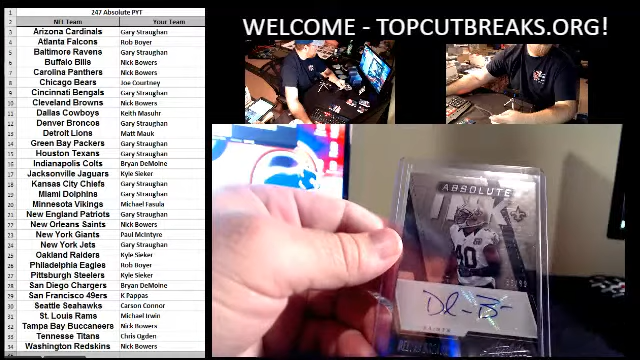 247 Absolute PYT
NFL Team Your Team
Arizona Cardinals Gary Straughan
Atlanta Falcons Rob Boyer
Baltimore Ravens Gary Straughan
Buffalo Bills Nick Bowers
Carolina Panthers Nick Bowers
Chicago Bears Joe Courtney
Cincinnati Bengals Gary Straughan
Cleveland Browns Nick Bowers
Dallas Cowboys Keith Masuhr
Denver Broncos Gary Straughan
Detroit Lions Matt Mauk
Green Bay Packers Gary Straughan
Houston Texans Gary Straughan
Indianapolis Colts Bryan DeMoine
Jacksonville Jaguars Kyle Sieker
Kansas City Chiefs Gary Straughan
Miami Dolphina Gary Straughan
Minnesota Vikings Michael Fasula
New England Patriots Gary Straughan
New Orleans Saints Nick Bowers
New York Giants Paul McIntyre
New York Jets Gary Straughan
Oakland Raiders Kyle Sieker
Philadelphia Eagles Rob Boyer
Pittsburgh Steelers Kyle Sieker
San Diego Chargers Bryan DeMoine
San Francisco 49ers K Pappas
Seattle Seahawks Carson Connor
St. Louis Rams Michael Irwin
Tampa Bay Buccaneers Nick Bowers
Tennessee Titans Chris Ogden
Washington Redskins Nick Bowers
WELCOME - TOPCUTBREAKS.ORG!
ABSOLUTE
INK
40
SAINTS